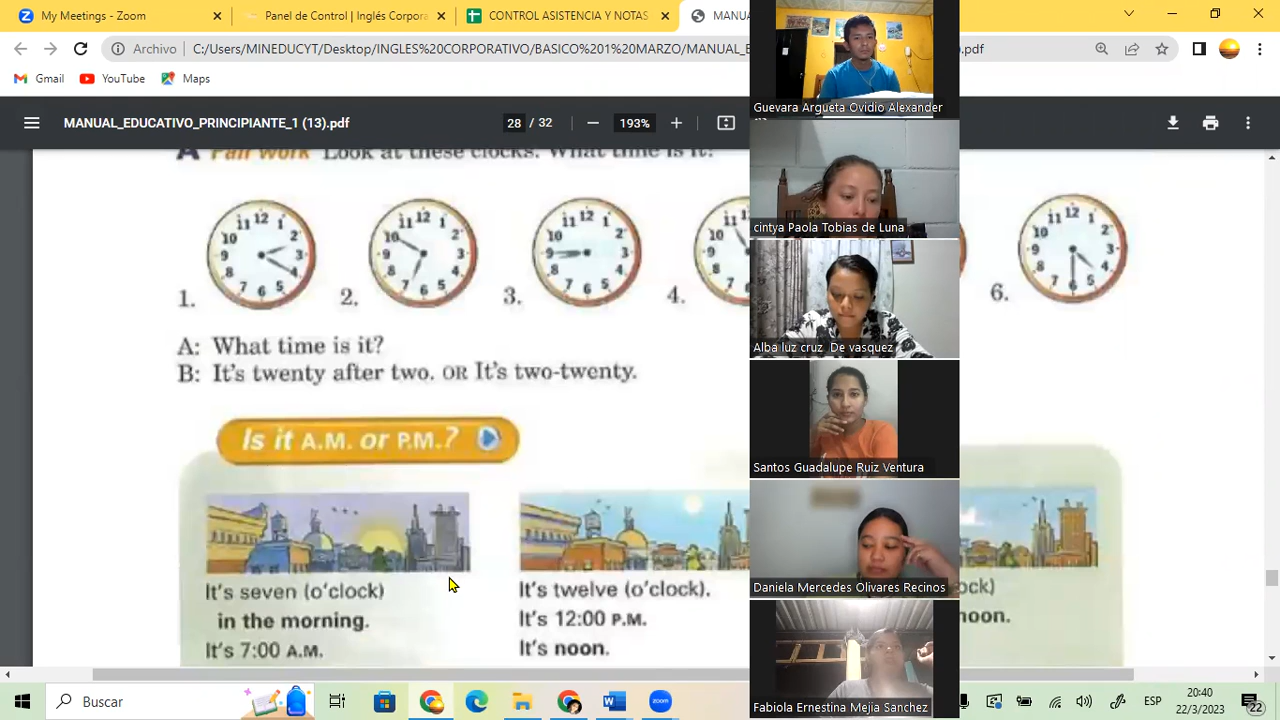 My Meetings - Zoom
Panel de Control | Inglés Corpora
CONTROL ASISTENCIA Y NOTAS
MANUA
Archivo
C:/Users/MINEDUCYT/Desktop/INGLES%20CORPORATIVO/BASICO%201%20MARZO/MANUAL_E
.pdf
Gmail
YouTube
Maps
MANUAL_EDUCATIVO_PRINCIPIANTE_1 (13).pdf
28 / 32
193%
A Pair work Look at these clocks. What time is it?
1.
2.
3.
4.
6.
A: What time is it?
B: It's twenty after two. OR It's two-twenty.
Is it A.M. or P.M.?
It's seven (o'clock)
in the morning.
It's 7:00 A.M.
It's twelve (o'clock).
It's 12:00 P.M.
It's noon.
noon.
Guevara Argueta Ovidio Alexander
cintya Paola Tobias de Luna
Alba luz cruz De vasquez
Santos Guadalupe Ruiz Ventura
Daniela Mercedes Olivares Recinos
Fabiola Ernestina Mejia Sanchez
Buscar
zoom
ESP
20:40
22/3/2023
22